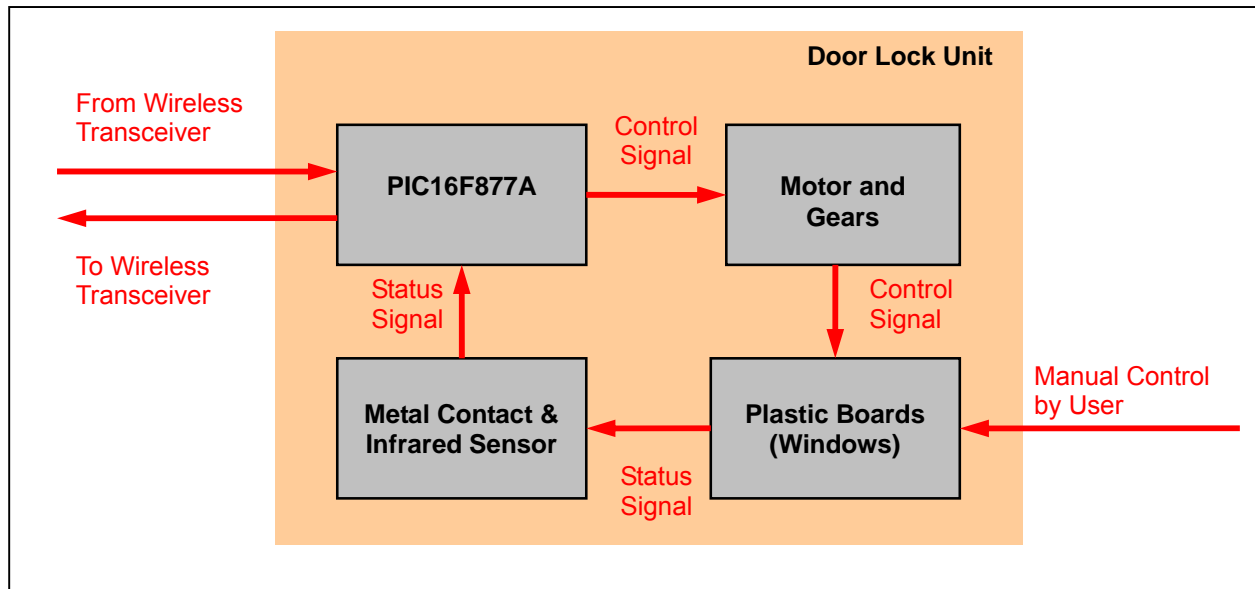 Door Lock Unit
From Wireless
Transceiver
Control
Signal
PIC16F877A
Motor and
Gears
To Wireless
Transceiver
Status
Signal
Control
Signal
Metal Contact &
Infrared Sensor
Plastic Boards
(Windows)
Manual Control
by User
Status
Signal